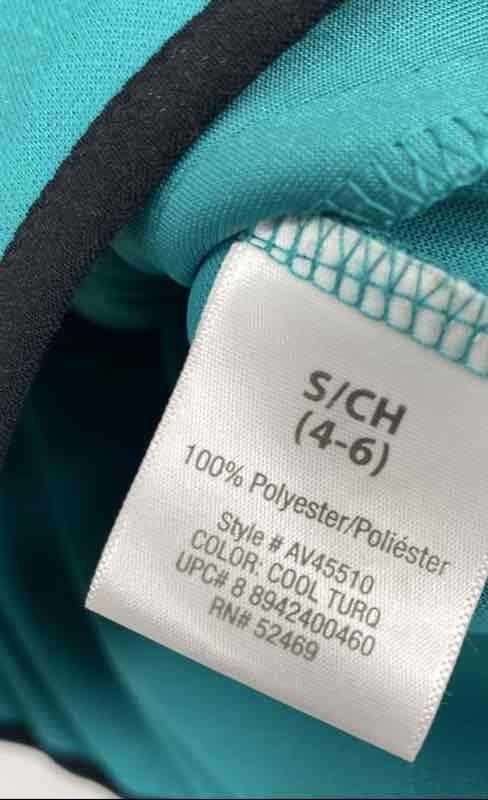 S/CH
(4-6)
100% Polyester/Poliéster
Style # AV45510
COLOR: COOL TURQ
UPC# 8 8942400460
RN# 52469